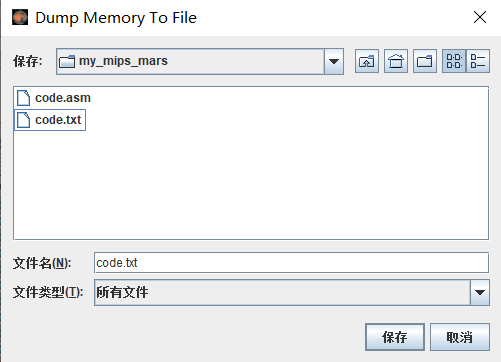 Dump Memory To File
保存: my_mips_mars
code.asm
code.txt
文件名(N): code.txt
文件类型(T): 所有文件
保存 取消